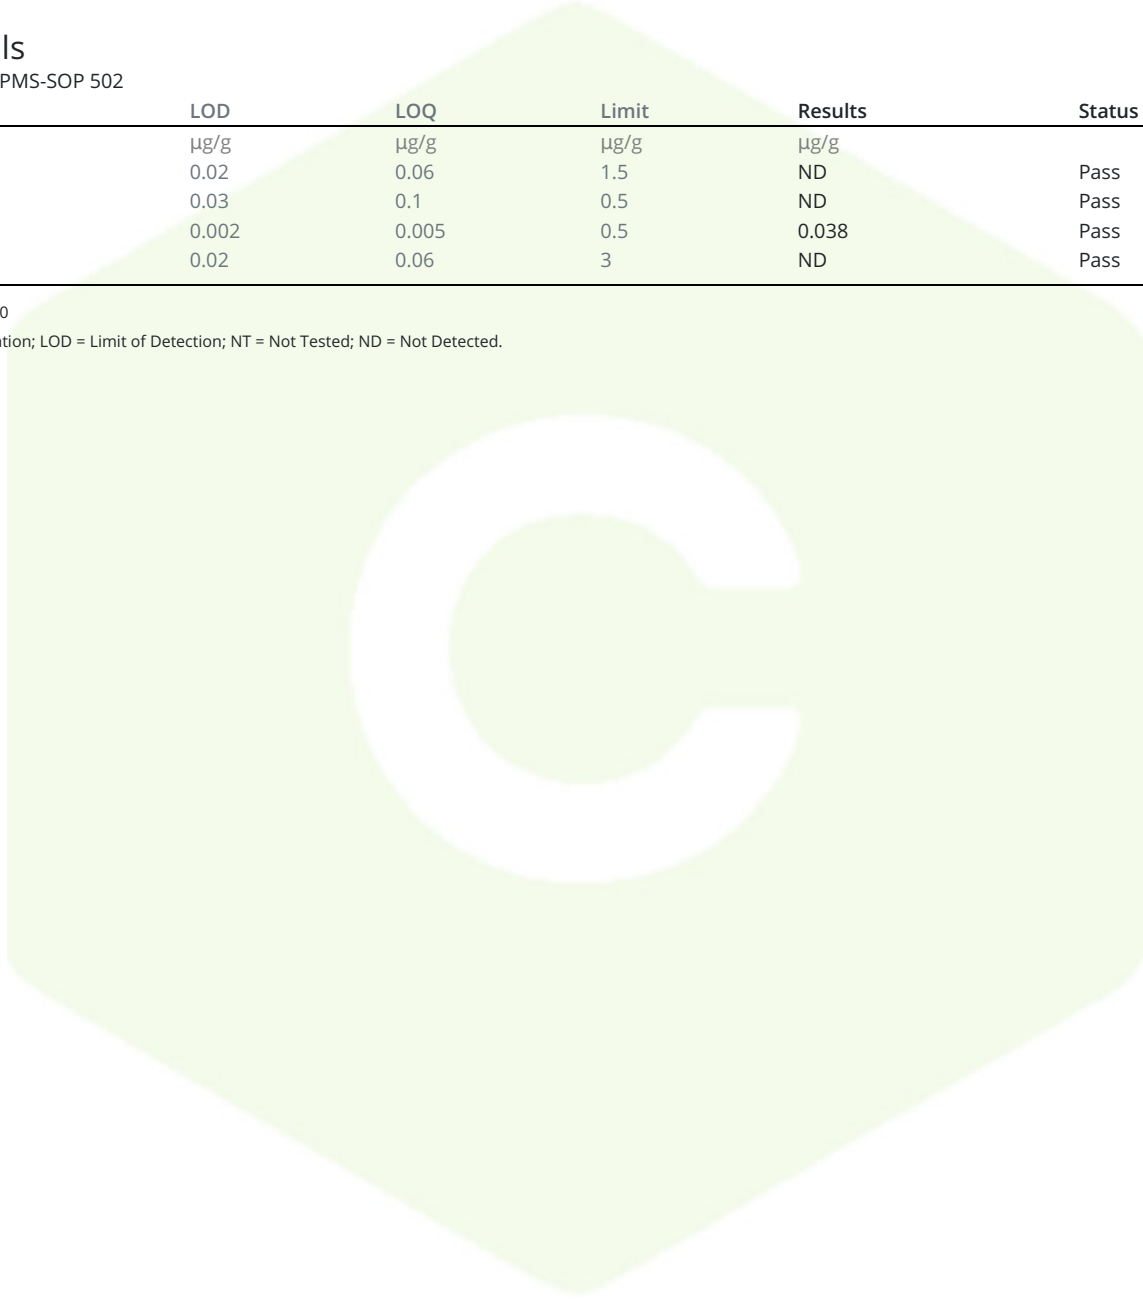 ls
PMS-SOP 502
LOD LOQ Limit Results Status
µg/g µg/g µg/g µg/g
0.02 0.06 1.5 ND Pass
0.03 0.1 0.5 ND Pass
0.002 0.005 0.5 0.038 Pass
0.02 0.06 3 ND Pass
0
tion; LOD = Limit of Detection; NT = Not Tested; ND = Not Detected.
C